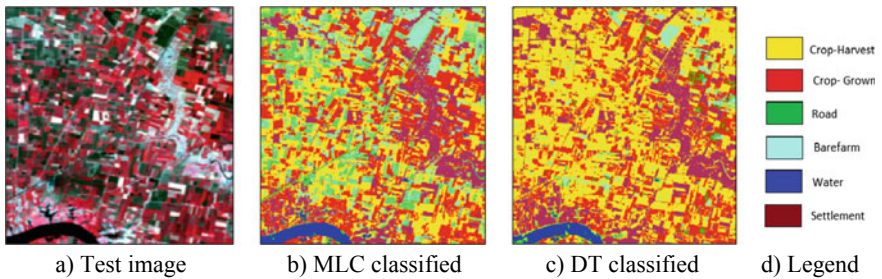 Crop-Harvest
Crop- Grown
Road
Barefarm
Water
Settlement
a) Test image
b) MLC classified
c) DT classified
d) Legend